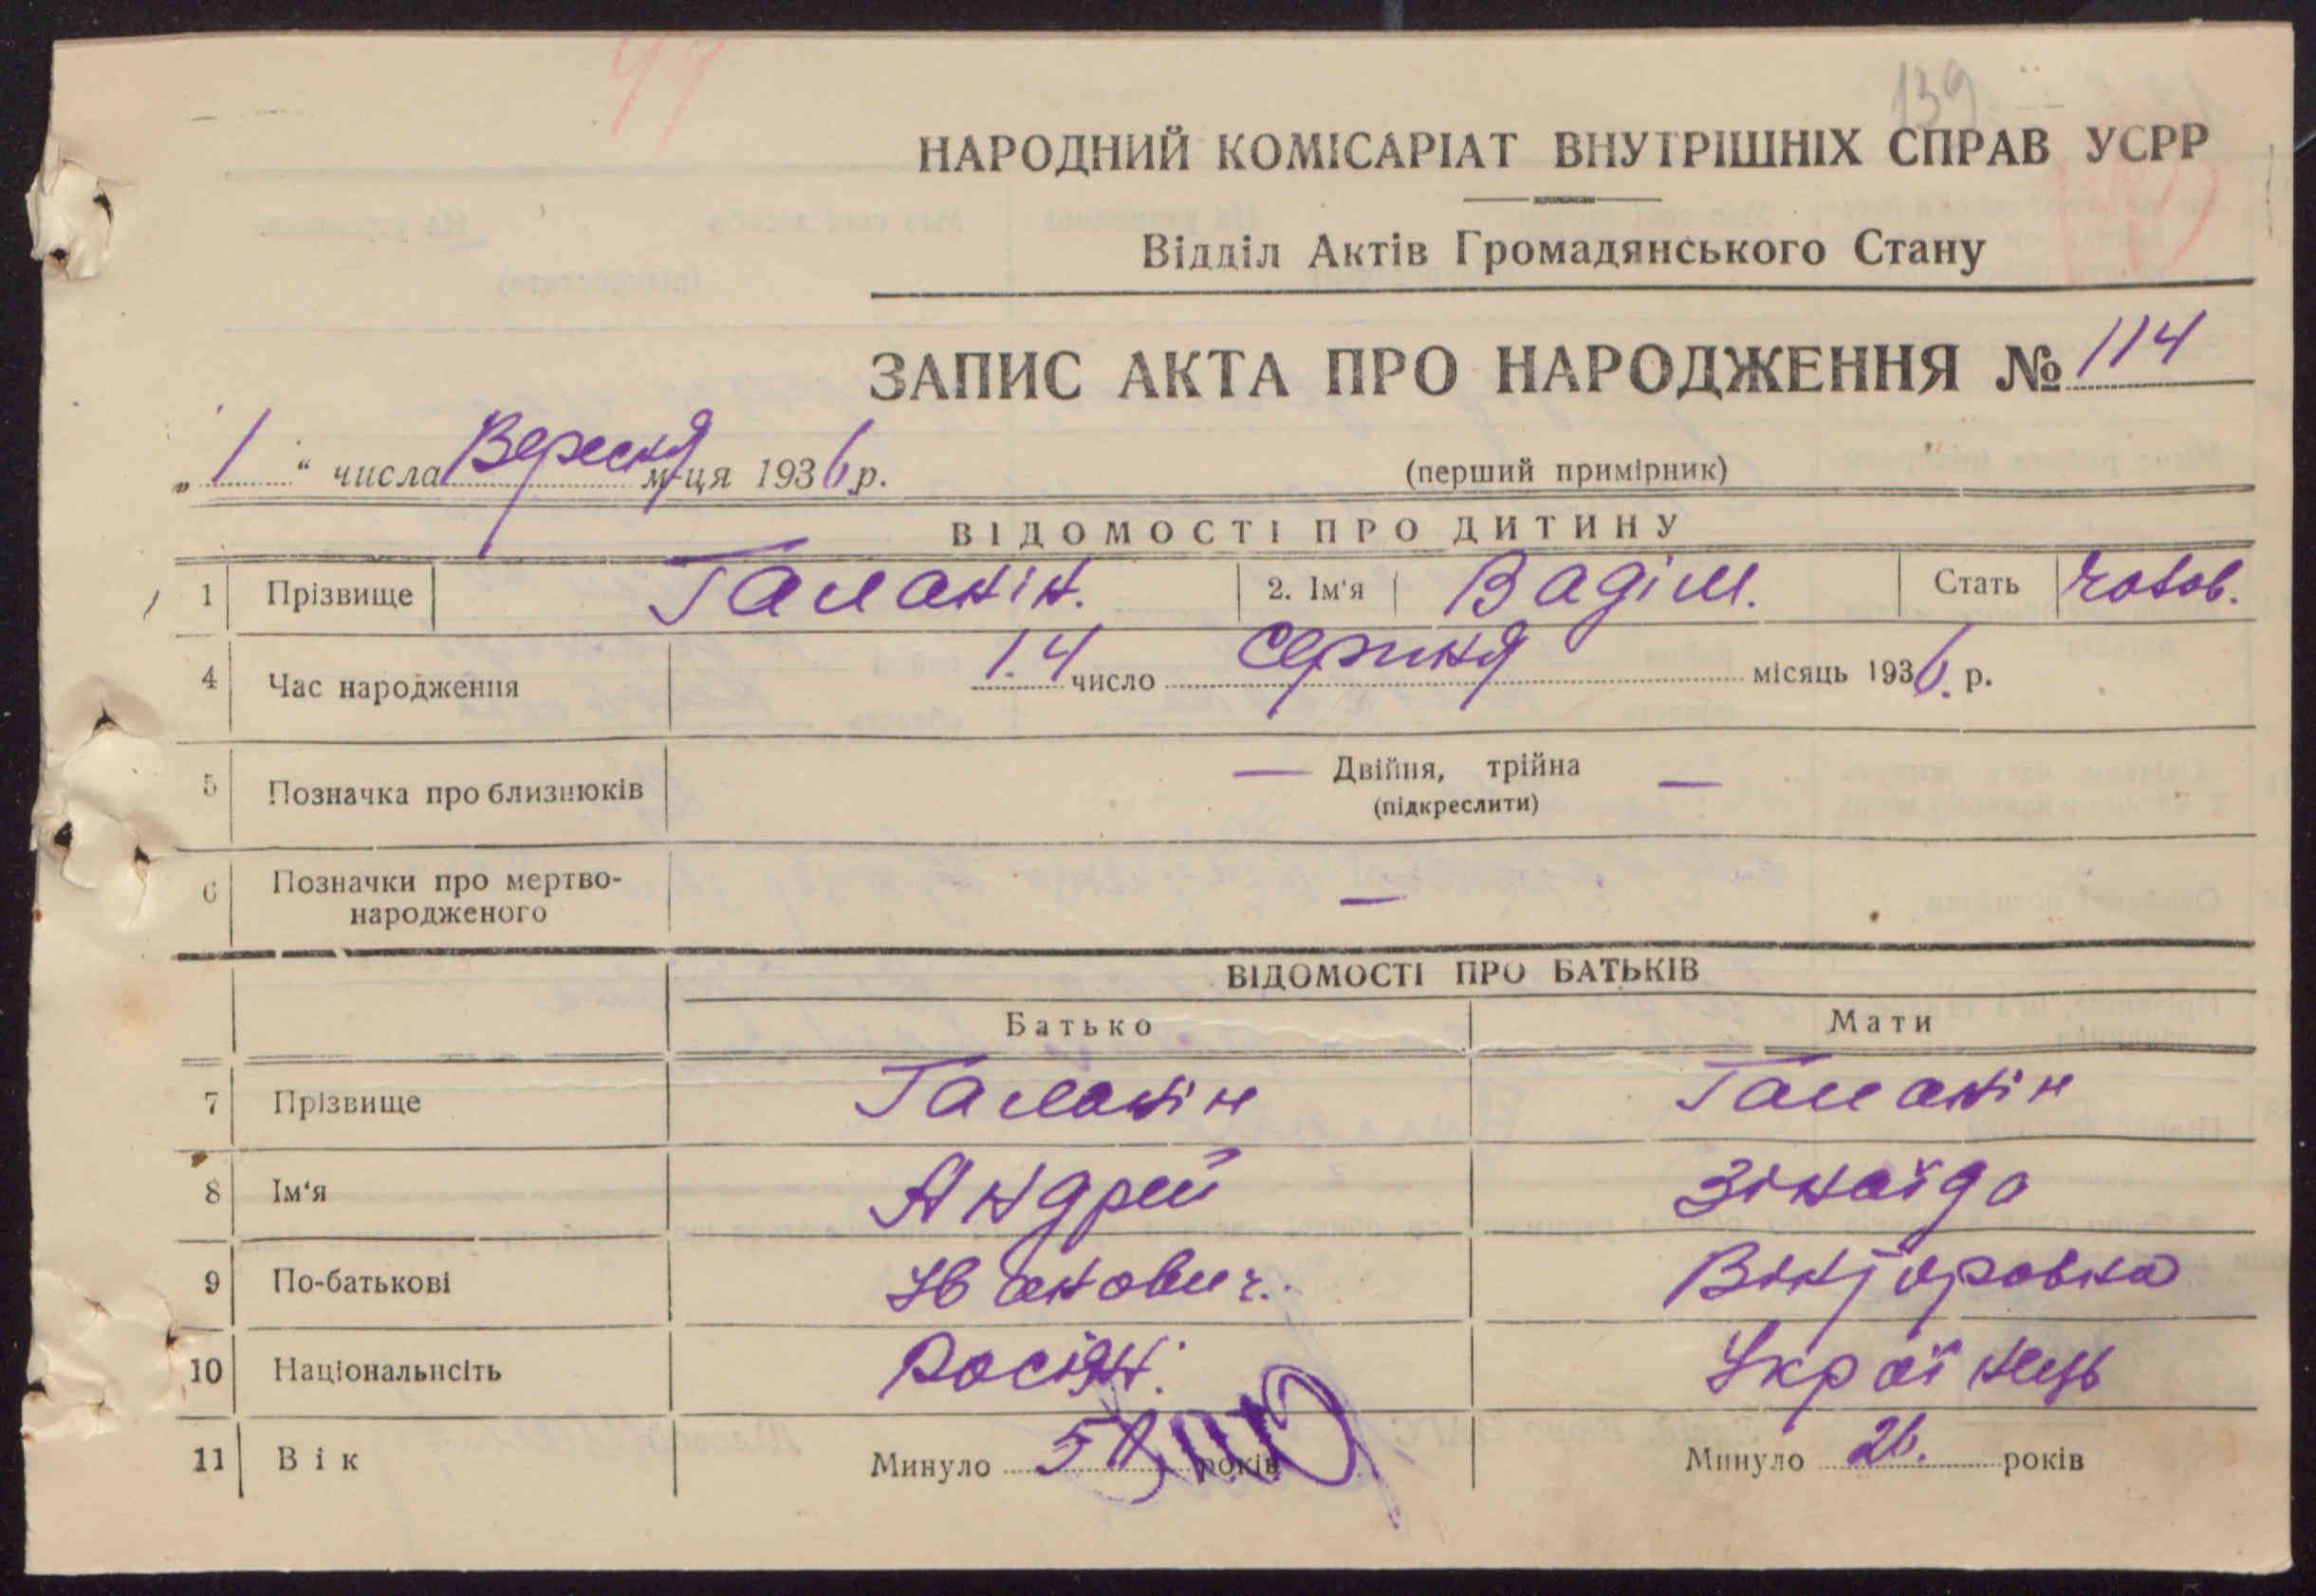 139
НАРОДНИЙ КОМІСАРІАТ ВНУТРІШНІХ СПРАВ УСРР
Відділ Актів Громадянського Стану
ЗАПИС АКТА ПРО НАРОДЖЕННЯ № 114
„1“ числа Вересня м-ця 1936 р.
(перший примірник)
ВІДОМОСТІ ПРО ДИТИНУ
1 Прізвище Галанін. 2. Ім'я Вадім. Стать чолов.
4 Час народження 14 число серпня місяць 1936. р.
5 Позначка про близнюків — Двійня, трійна —
(підкреслити)
6 Позначки про мертво-
народженого —
ВІДОМОСТІ ПРО БАТЬКІВ
Батько Мати
7 Прізвище Галанін Галанін
8 Ім'я Андрей Зінаїда
9 По-батькові Іванович. Вікторовна
10 Національнсіть Росіян. Українець
11 Вік Минуло років Минуло 26. років